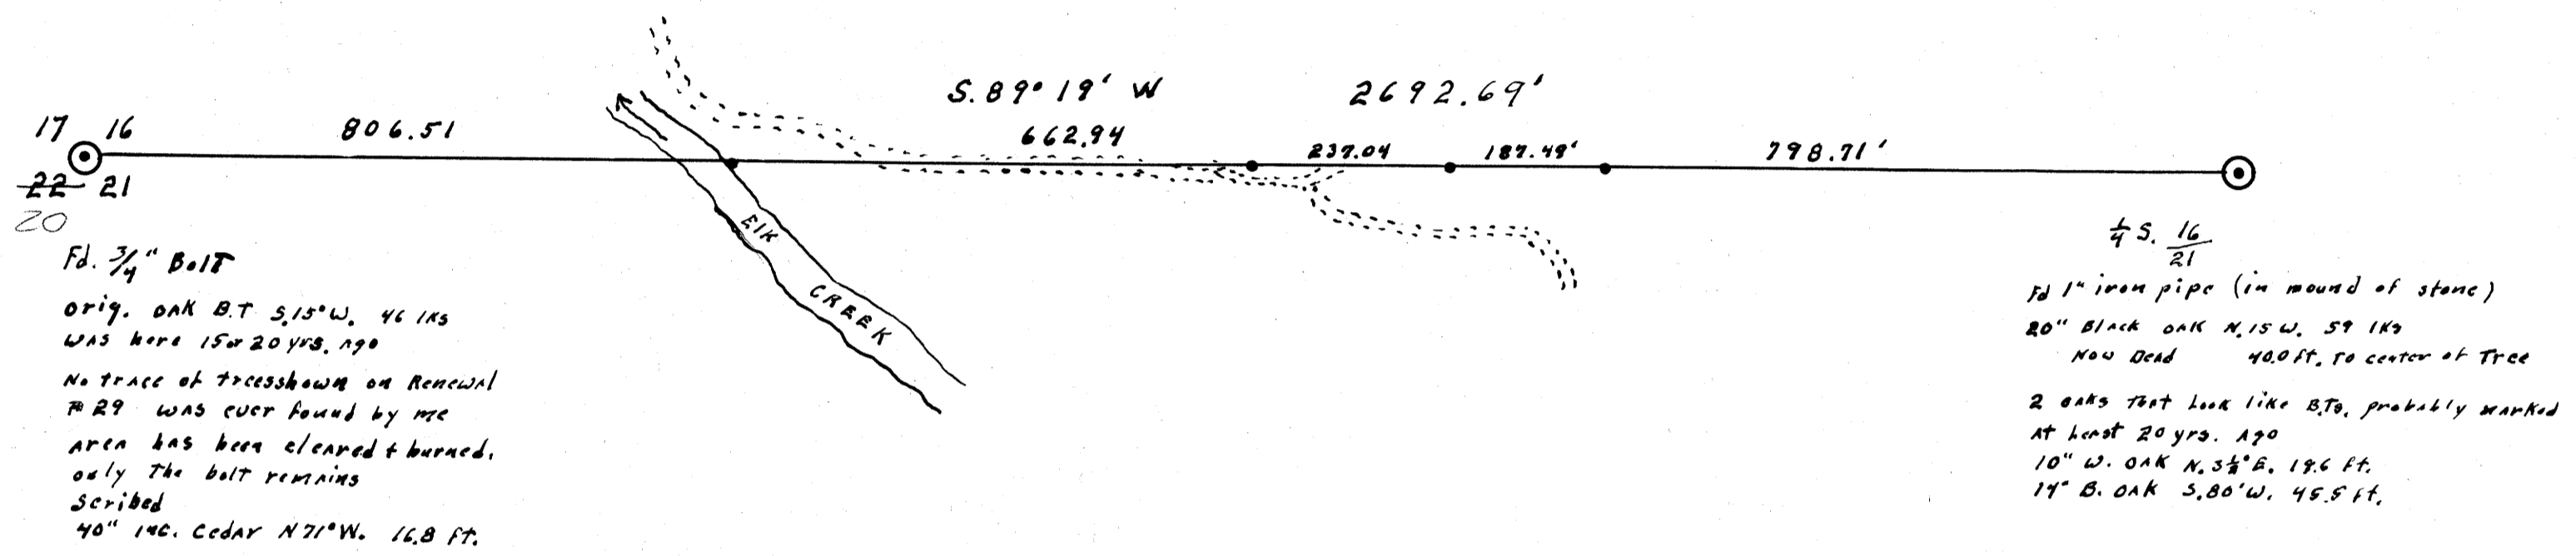 S. 89° 19' W 2692.69'
17 16
806.51
662.94
237.04
187.49'
798.71'
22 21
20
ElK
CREEK
Fd. 3/4" BolT
orig. oAK B.T S.15°W. 46 lKs
WAS here 15 or 20 yrs. Ago
No trAce of trees shown on RenewAl
# 29 WAS ever found by me
AreA hAs been cleAred + burned,
only The bolt remAins
Scribed
40" Inc. CedAr N 71° W. 16.8 ft.
1/4 S. 16/21
Fd 1" iron pipe (in mound of stone)
20" BlAck oAK N. 15 W. 59 lKs
Now DeAd 40.0 ft. To center of Tree
2 oAKs ThAt Look like B.Ts. probAbly mArked
At LeAst 20 yrs. Ago
10" W. OAK N. 3½° E. 19.6 ft.
14" B. OAK S. 80° W. 45.5 ft.